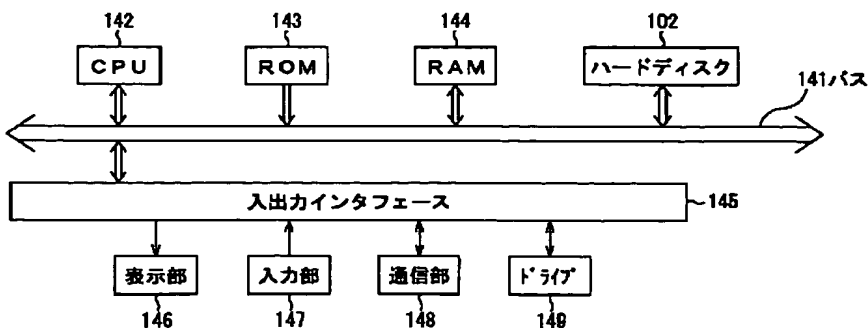 142 143 144 102
CPU ROM RAM ハードディスク
141バス
入出力インタフェース 145
表示部 入力部 通信部 ドライブ
146 147 148 149